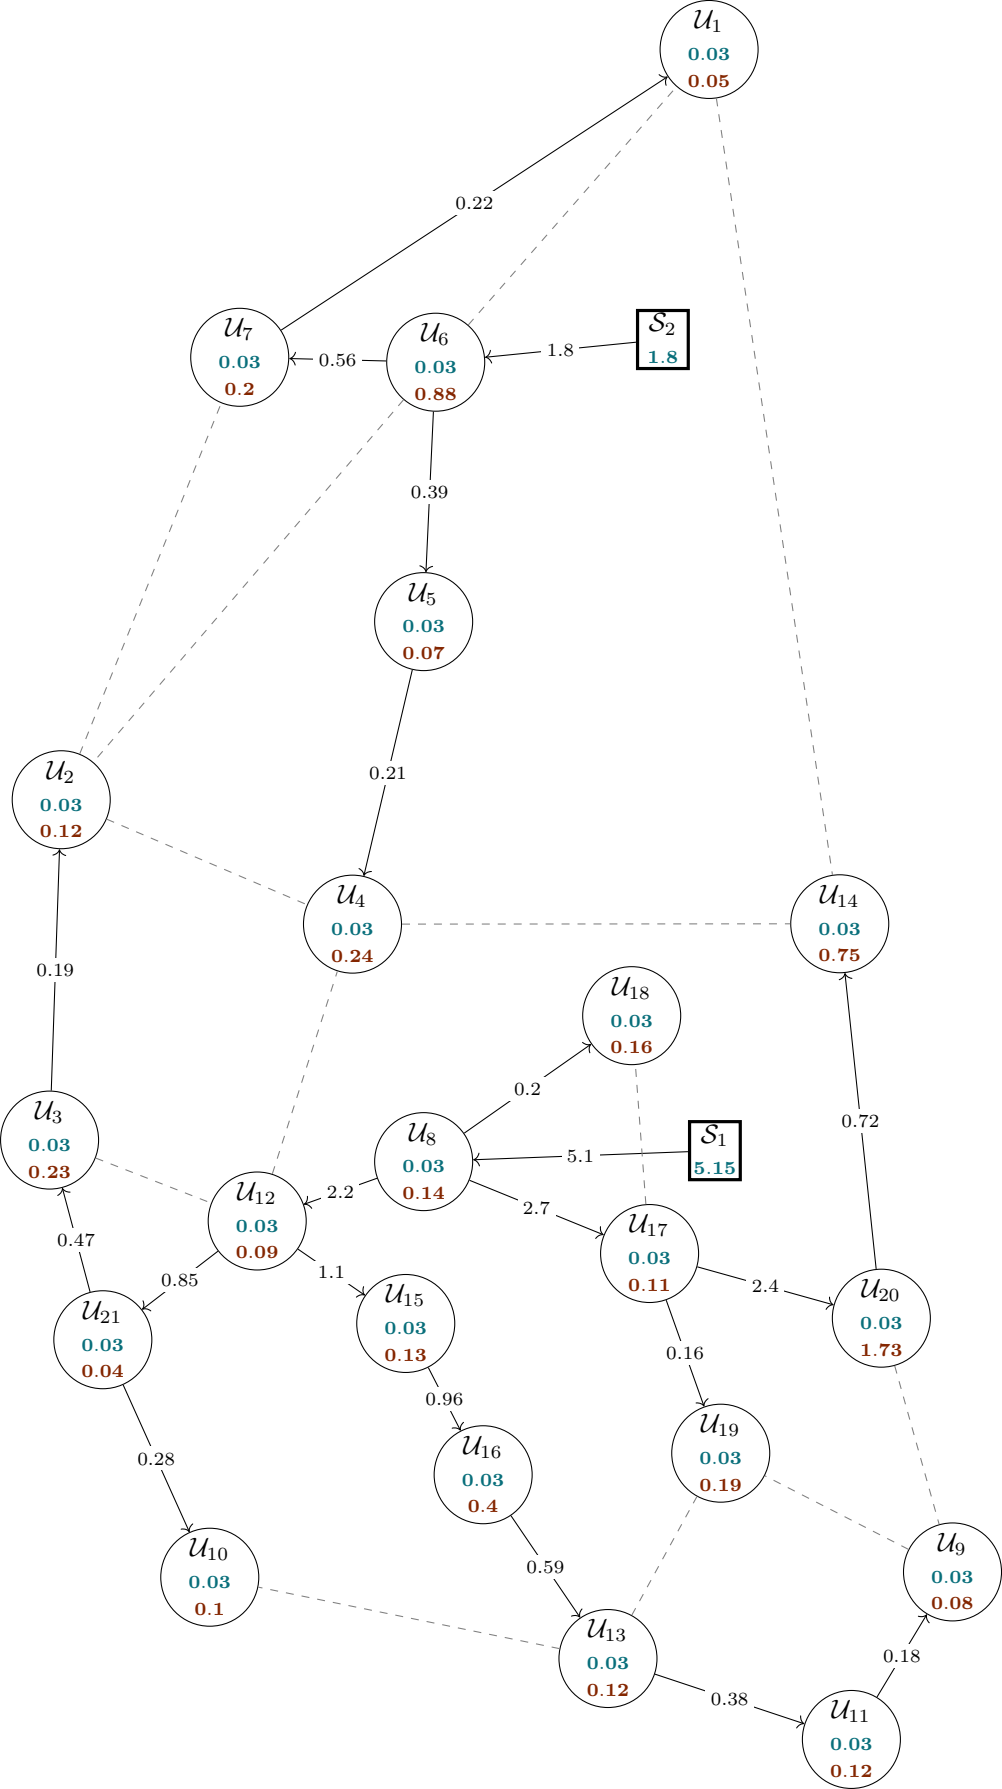 𝒰₁
0.03
0.05
0.22
𝒰₇
0.03
0.2
0.56
𝒰₆
0.03
0.88
1.8
𝒮₂
1.8
0.39
𝒰₅
0.03
0.07
0.21
𝒰₂
0.03
0.12
𝒰₄
0.03
0.24
𝒰₁₄
0.03
0.75
0.19
𝒰₁₈
0.03
0.16
0.2
𝒰₃
0.03
0.23
𝒰₈
0.03
0.14
5.1
𝒮₁
5.15
0.72
2.2
2.7
𝒰₁₂
0.03
0.09
0.47
0.85
1.1
𝒰₁₇
0.03
0.11
2.4
𝒰₂₀
0.03
1.73
𝒰₂₁
0.03
0.04
𝒰₁₅
0.03
0.13
0.16
0.96
0.28
𝒰₁₆
0.03
0.4
𝒰₁₉
0.03
0.19
𝒰₁₀
0.03
0.1
0.59
𝒰₉
0.03
0.08
𝒰₁₃
0.03
0.12
0.18
0.38
𝒰₁₁
0.03
0.12